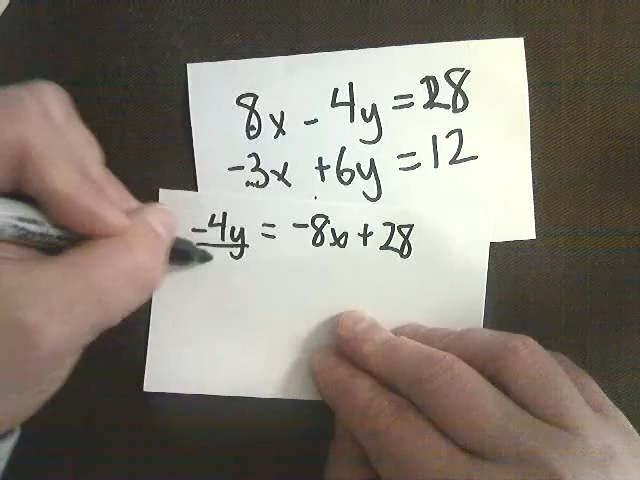 8x - 4y = 28
-3x + 6y = 12
-4y = -8x + 28